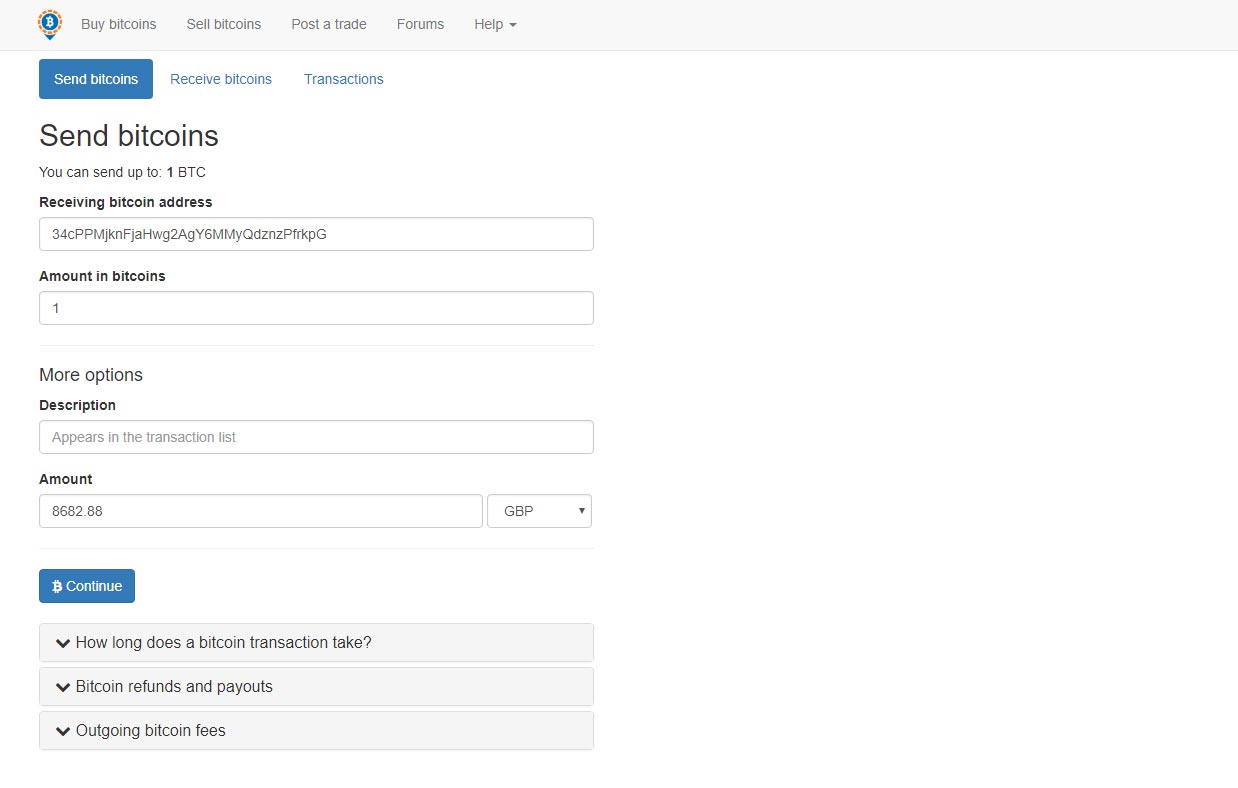 Buy bitcoins Sell bitcoins Post a trade Forums Help
Send bitcoins Receive bitcoins Transactions
Send bitcoins
You can send up to: 1 BTC
Receiving bitcoin address
34cPPMjknFjaHwg2AgY6MMyQdznzPfrkpG
Amount in bitcoins
1
More options
Description
Appears in the transaction list
Amount
8682.88 GBP
Continue
How long does a bitcoin transaction take?
Bitcoin refunds and payouts
Outgoing bitcoin fees